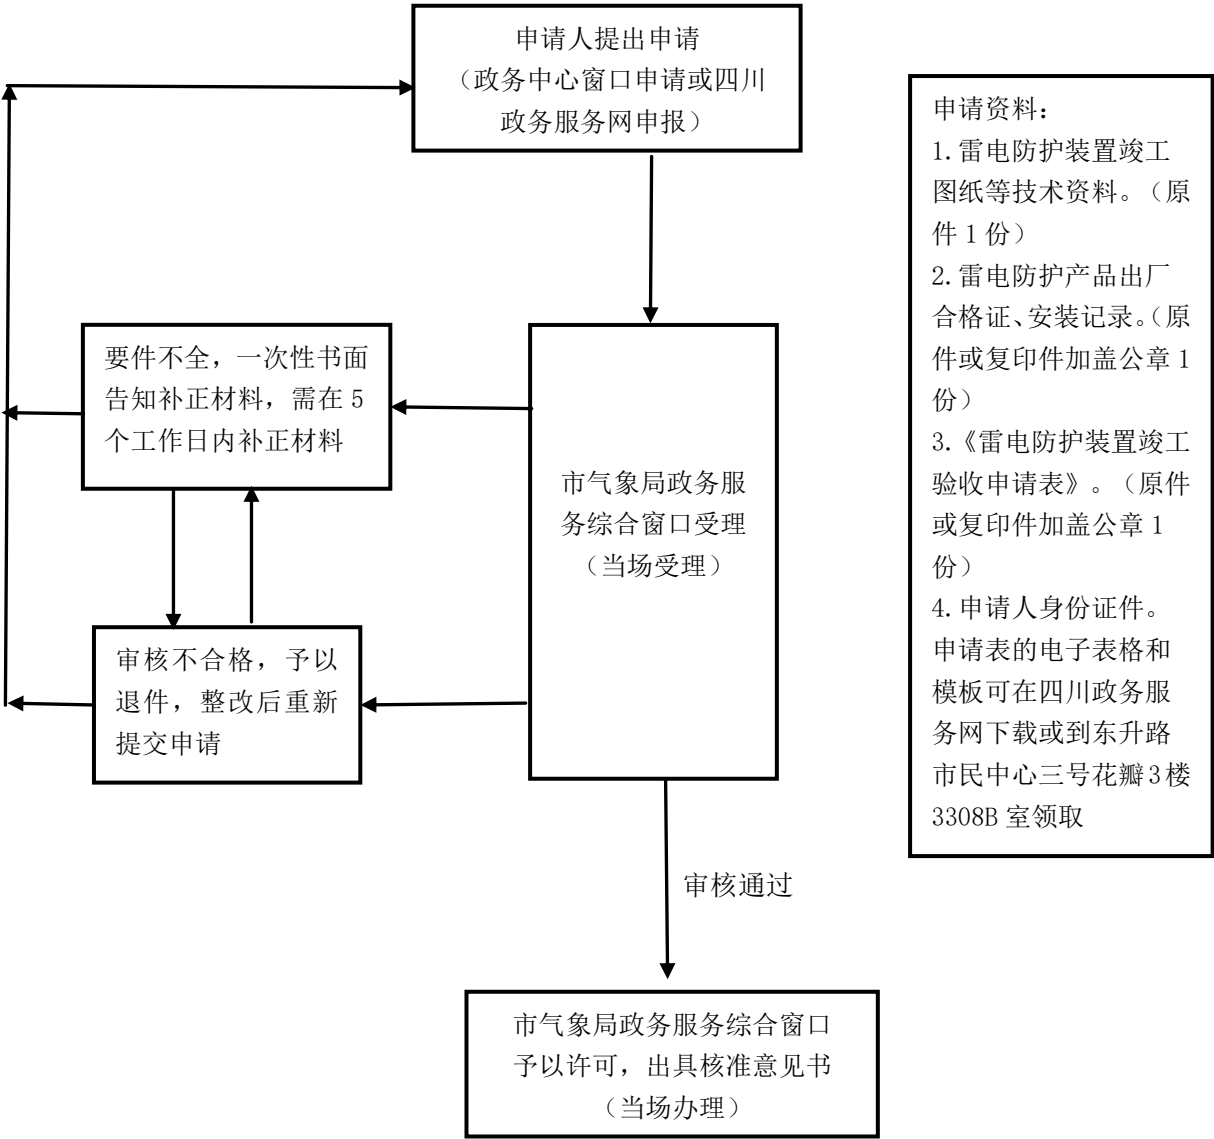 申请人提出申请
（政务中心窗口申请或四川
政务服务网申报）
申请资料：
1.雷电防护装置竣工
图纸等技术资料。（原
件 1 份）
2.雷电防护产品出厂
合格证、安装记录。（原
件或复印件加盖公章 1
份）
3.《雷电防护装置竣工
验收申请表》。（原件
或复印件加盖公章 1
份）
4.申请人身份证件。
申请表的电子表格和
模板可在四川政务服
务网下载或到东升路
市民中心三号花瓣 3 楼
3308B 室领取
要件不全，一次性书面
告知补正材料，需在 5
个工作日内补正材料
市气象局政务服
务综合窗口受理
（当场受理）
审核不合格，予以
退件，整改后重新
提交申请
审核通过
市气象局政务服务综合窗口
予以许可，出具核准意见书
（当场办理）